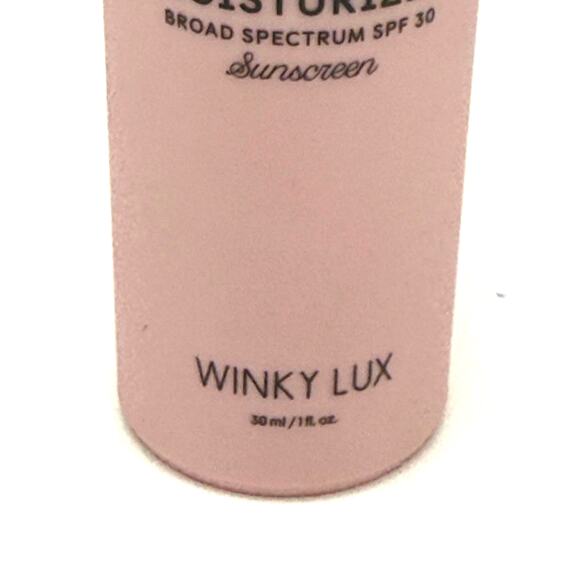 BROAD SPECTRUM SPF 30
Sunscreen
WINKY LUX
30 ml / 1 fl. oz.